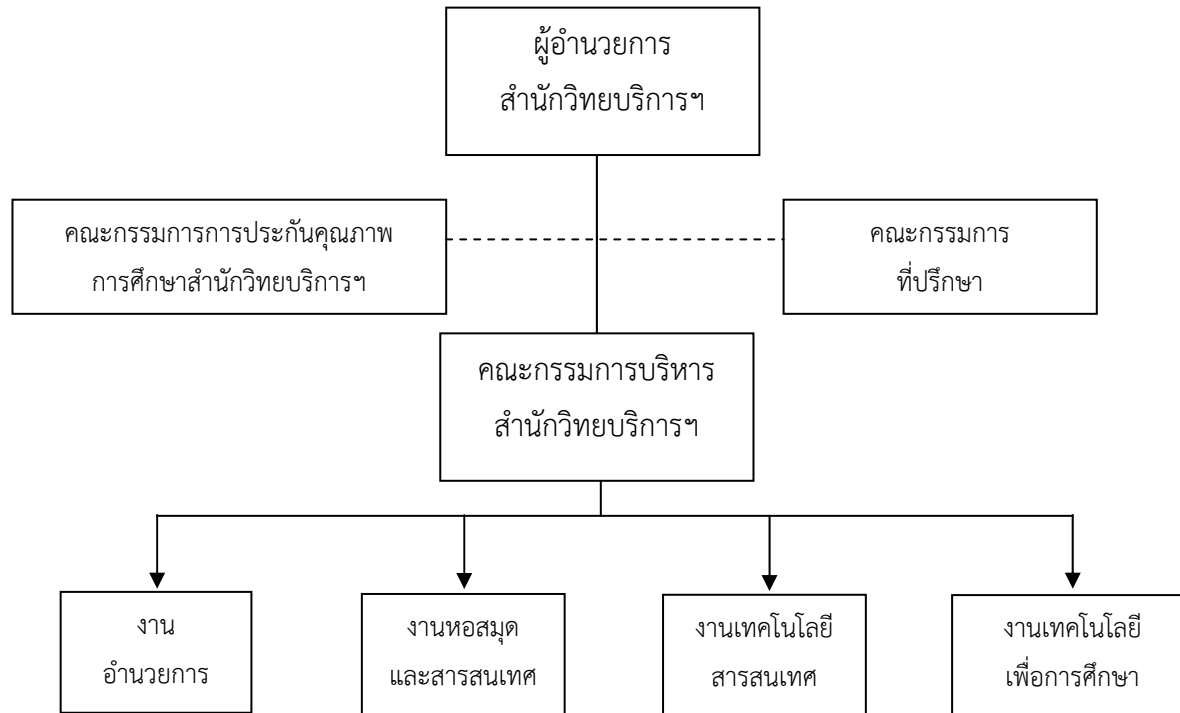 ผู้อำนวยการ
สำนักวิทยบริการฯ
คณะกรรมการการประกันคุณภาพ
การศึกษาสำนักวิทยบริการฯ
คณะกรรมการ
ที่ปรึกษา
คณะกรรมการบริหาร
สำนักวิทยบริการฯ
งาน
อำนวยการ
งานหอสมุด
และสารสนเทศ
งานเทคโนโลยี
สารสนเทศ
งานเทคโนโลยี
เพื่อการศึกษา